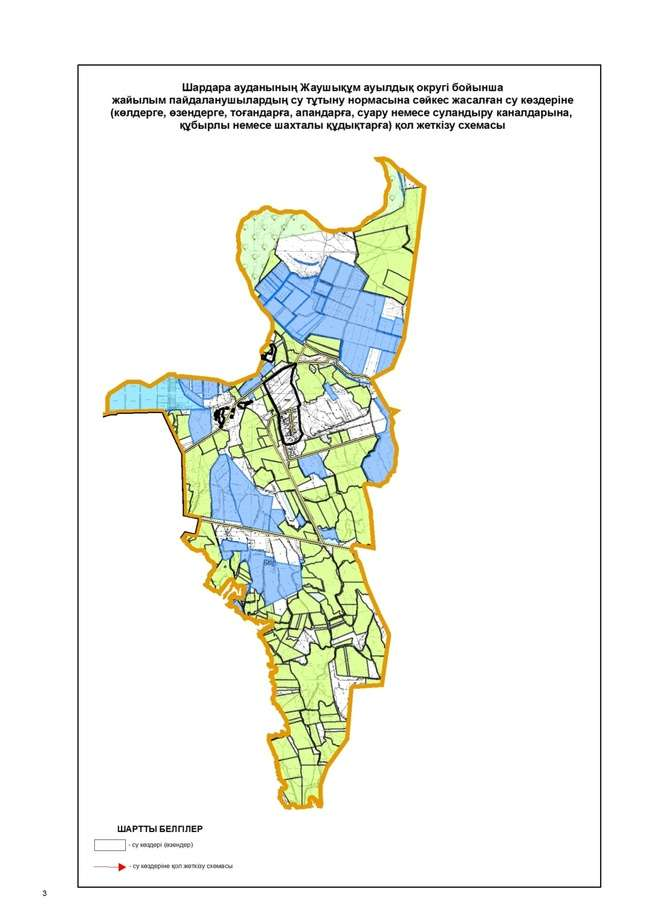 Шардара ауданының Жаушықұм ауылдық округі бойынша
жайылым пайдаланушылардың су тұтыну нормасына сәйкес жасалған су көздеріне
(көлдерге, өзендерге, тоғандарға, апандарға, суару немесе суландыру каналдарына,
құбырлы немесе шахталы құдықтарға) қол жеткізу схемасы
ШАРТТЫ БЕЛГІЛЕР
- су көздері (өзендер)
- су көздеріне қол жеткізу схемасы
3